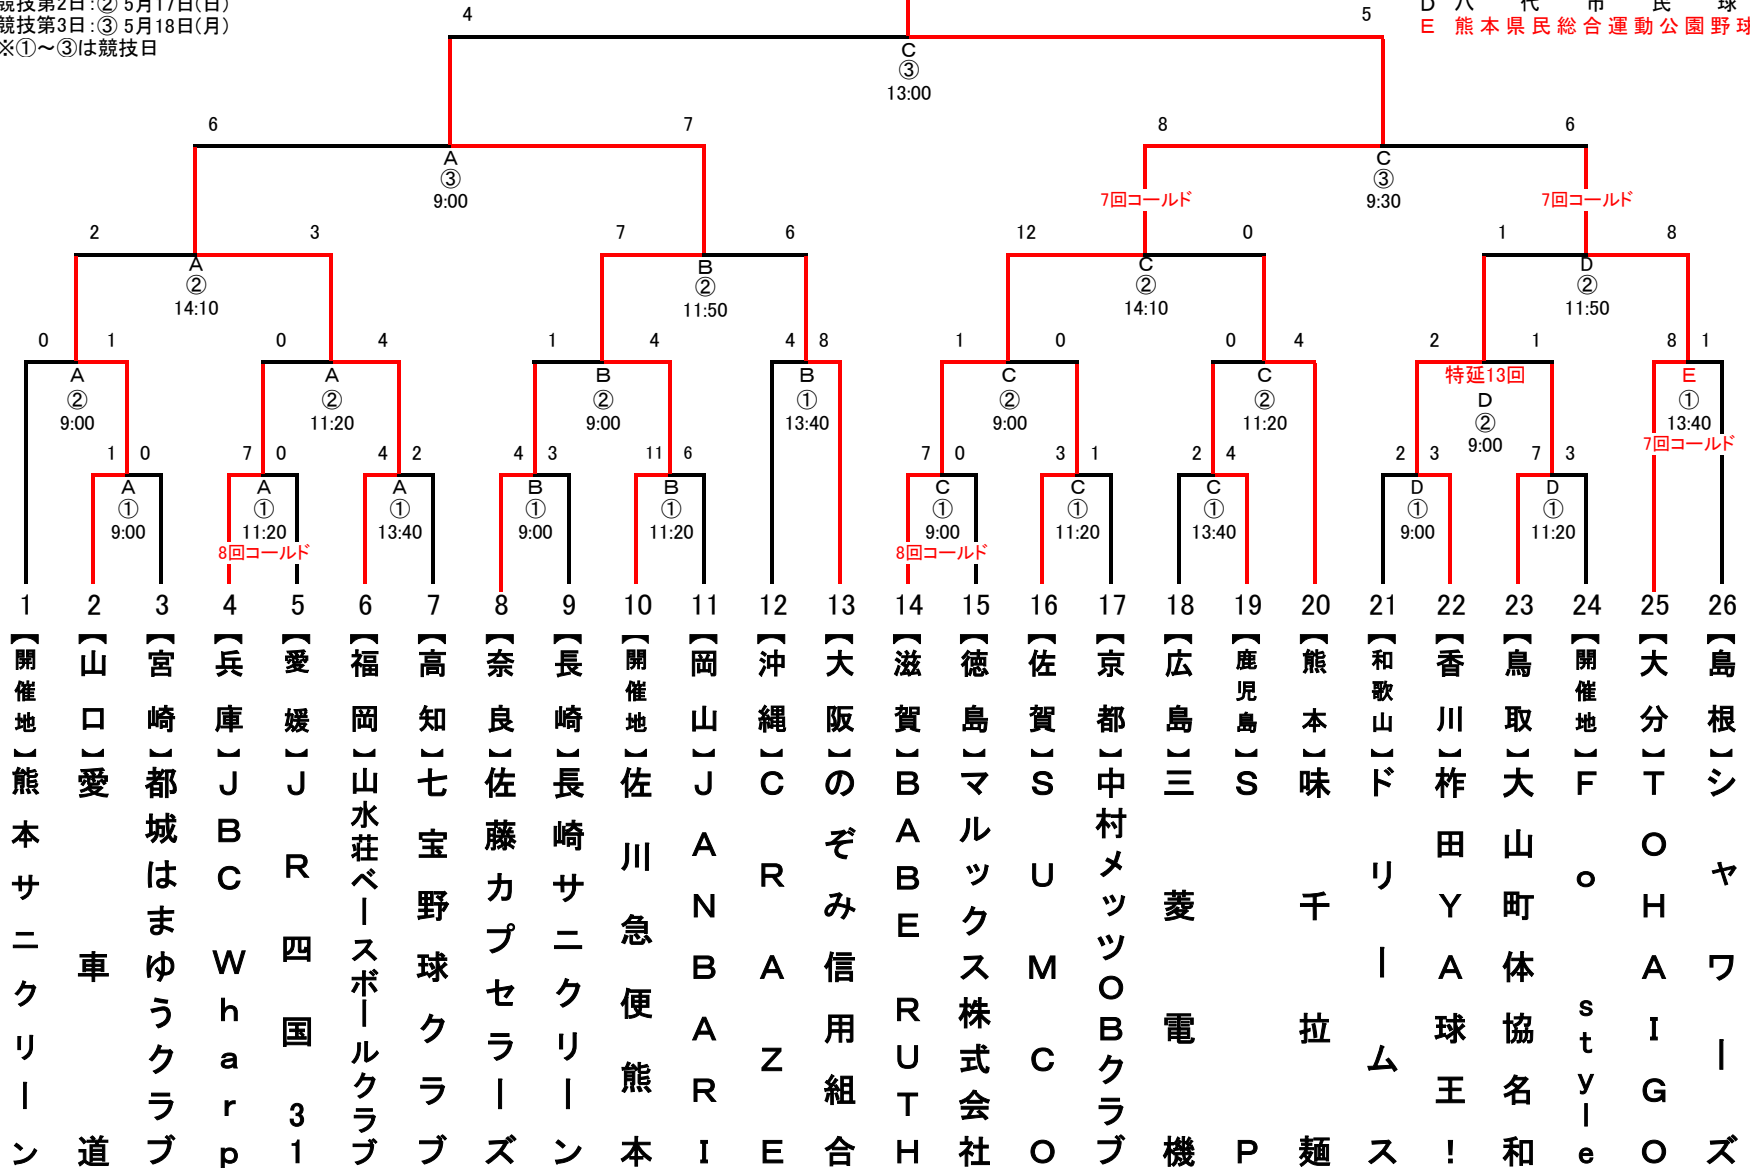 競技第2日:② 5月17日(日)
競技第3日:③ 5月18日(月)
※①～③は競技日
D 八代市民球
E 熊本県民総合運動公園野球
4 5
C
③
13:00
6 7 8 6
A
③
9:00
C
③
9:30
7回コールド 7回コールド
2 3 7 6 12 0 1 8
A
②
14:10
B
②
11:50
C
②
14:10
D
②
11:50
0 1 0 4 1 4 4 8 1 0 0 4 2 1 8 1
A
②
9:00
A
②
11:20
B
②
9:00
B
①
13:40
C
②
9:00
C
②
11:20
特延13回
D
②
9:00
E
①
13:40
7回コールド
1 0 7 0 4 2 4 3 11 6 7 0 3 1 2 4 2 3 7 3
A
①
9:00
A
①
11:20
8回コールド
A
①
13:40
B
①
9:00
B
①
11:20
C
①
9:00
8回コールド
C
①
11:20
C
①
13:40
D
①
9:00
D
①
11:20
1 【開催地】熊本サニクリーン
2 【山口】愛車道
3 【宮崎】都城はまゆうクラブ
4 【兵庫】JBC Wharp
5 【愛媛】JR四国31
6 【福岡】山水荘ベースボールクラブ
7 【高知】七宝野球クラブ
8 【奈良】佐藤カプセラーズ
9 【長崎】長崎サニクリーン
10 【開催地】佐川急便熊本
11 【岡山】JANBARI
12 【沖縄】CRAZE
13 【大阪】のぞみ信用組合
14 【滋賀】BABE RUTH
15 【徳島】マルックス株式会社
16 【佐賀】SUMCO
17 【京都】中村メッツOBクラブ
18 【広島】三菱電機
19 【鹿児島】SP
20 【熊本】味千拉麺
21 【和歌山】ドリームス
22 【香川】柞田YA球王!
23 【鳥取】大山町体協名和
24 【開催地】Fo style
25 【大分】TOHAIGO
26 【島根】シャワーズ